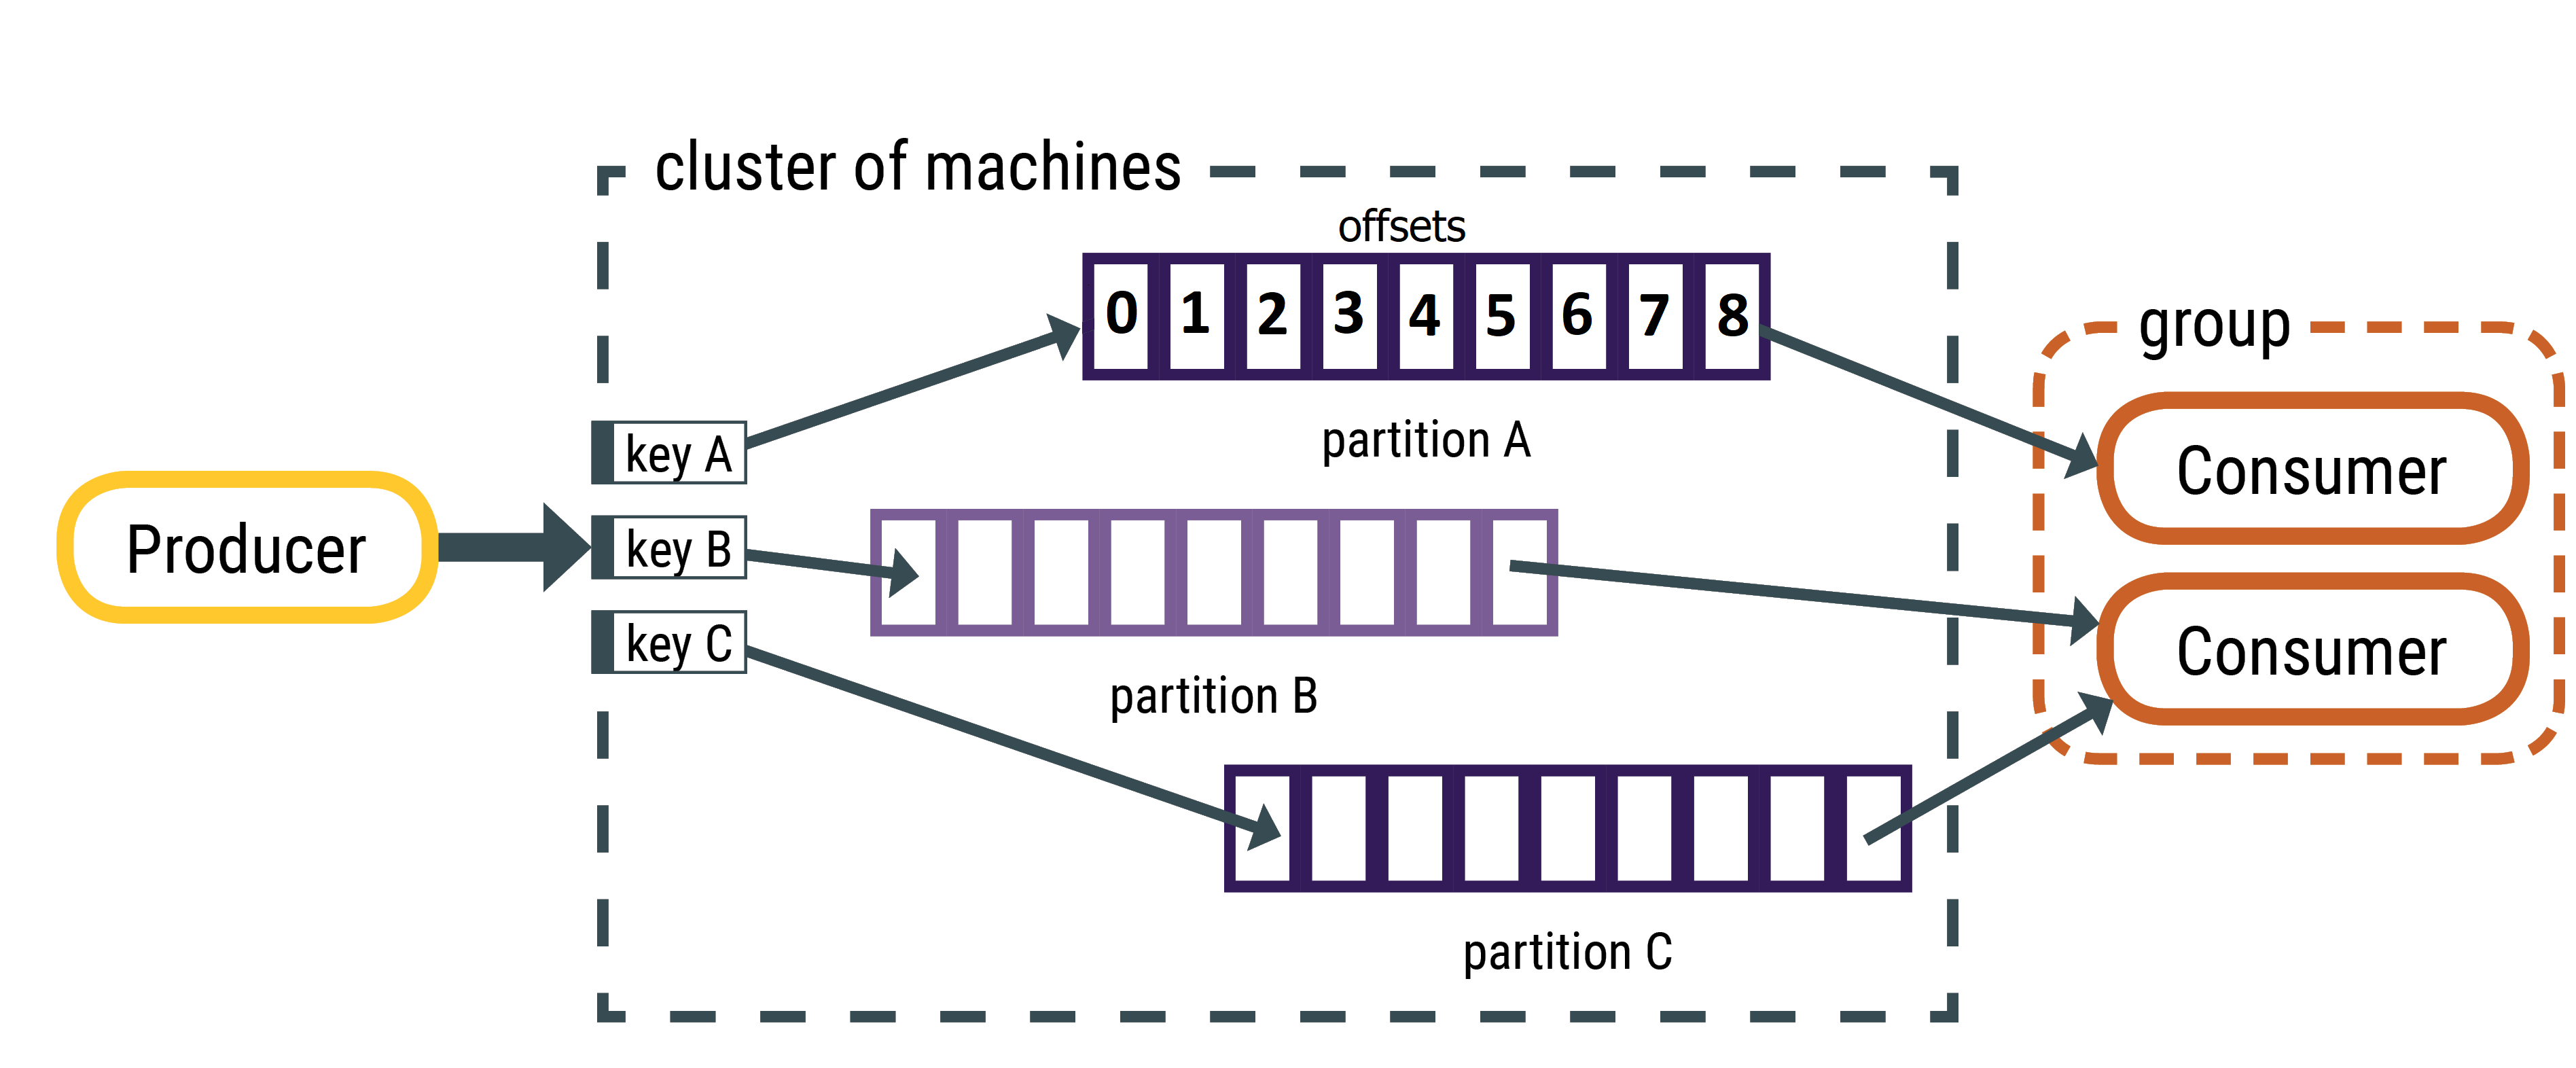 cluster of machines
offsets
0 1 2 3 4 5 6 7 8
partition A
group
Consumer
Consumer
Producer
key A
key B
key C
partition B
partition C